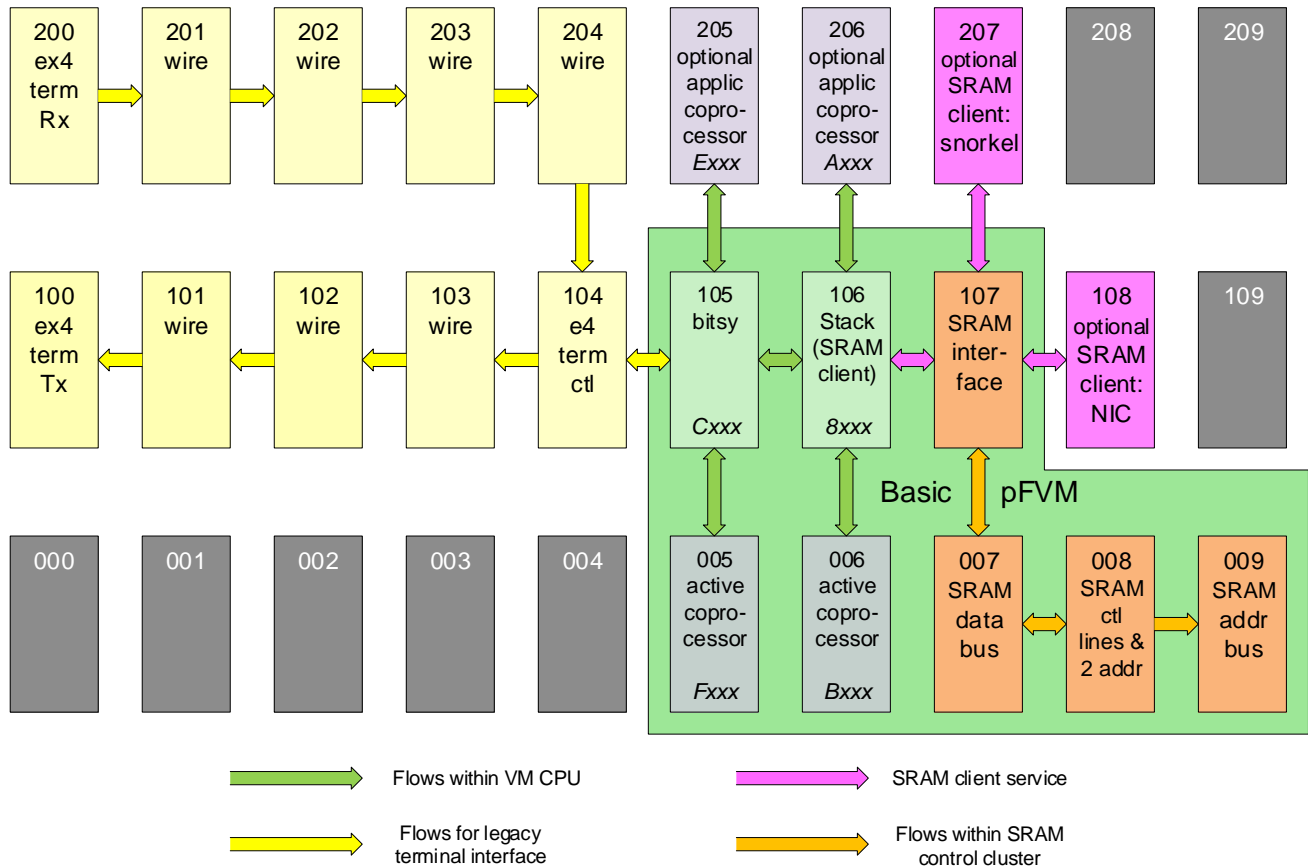 200
ex4
term
Rx
201
wire
202
wire
203
wire
204
wire
205
optional
applic
copro-
cessor
Exxx
206
optional
applic
copro-
cessor
Axxx
207
optional
SRAM
client:
snorkel
208
209
100
ex4
term
Tx
101
wire
102
wire
103
wire
104
e4
term
ctl
105
bitsy
Cxxx
106
Stack
(SRAM
client)
8xxx
107
SRAM
inter-
face
108
optional
SRAM
client:
NIC
109
Basic pFVM
000
001
002
003
004
005
active
copro-
cessor
Fxxx
006
active
copro-
cessor
Bxxx
007
SRAM
data
bus
008
SRAM
ctl
lines &
2 addr
009
SRAM
addr
bus
Flows within VM CPU
SRAM client service
Flows for legacy
terminal interface
Flows within SRAM
control cluster